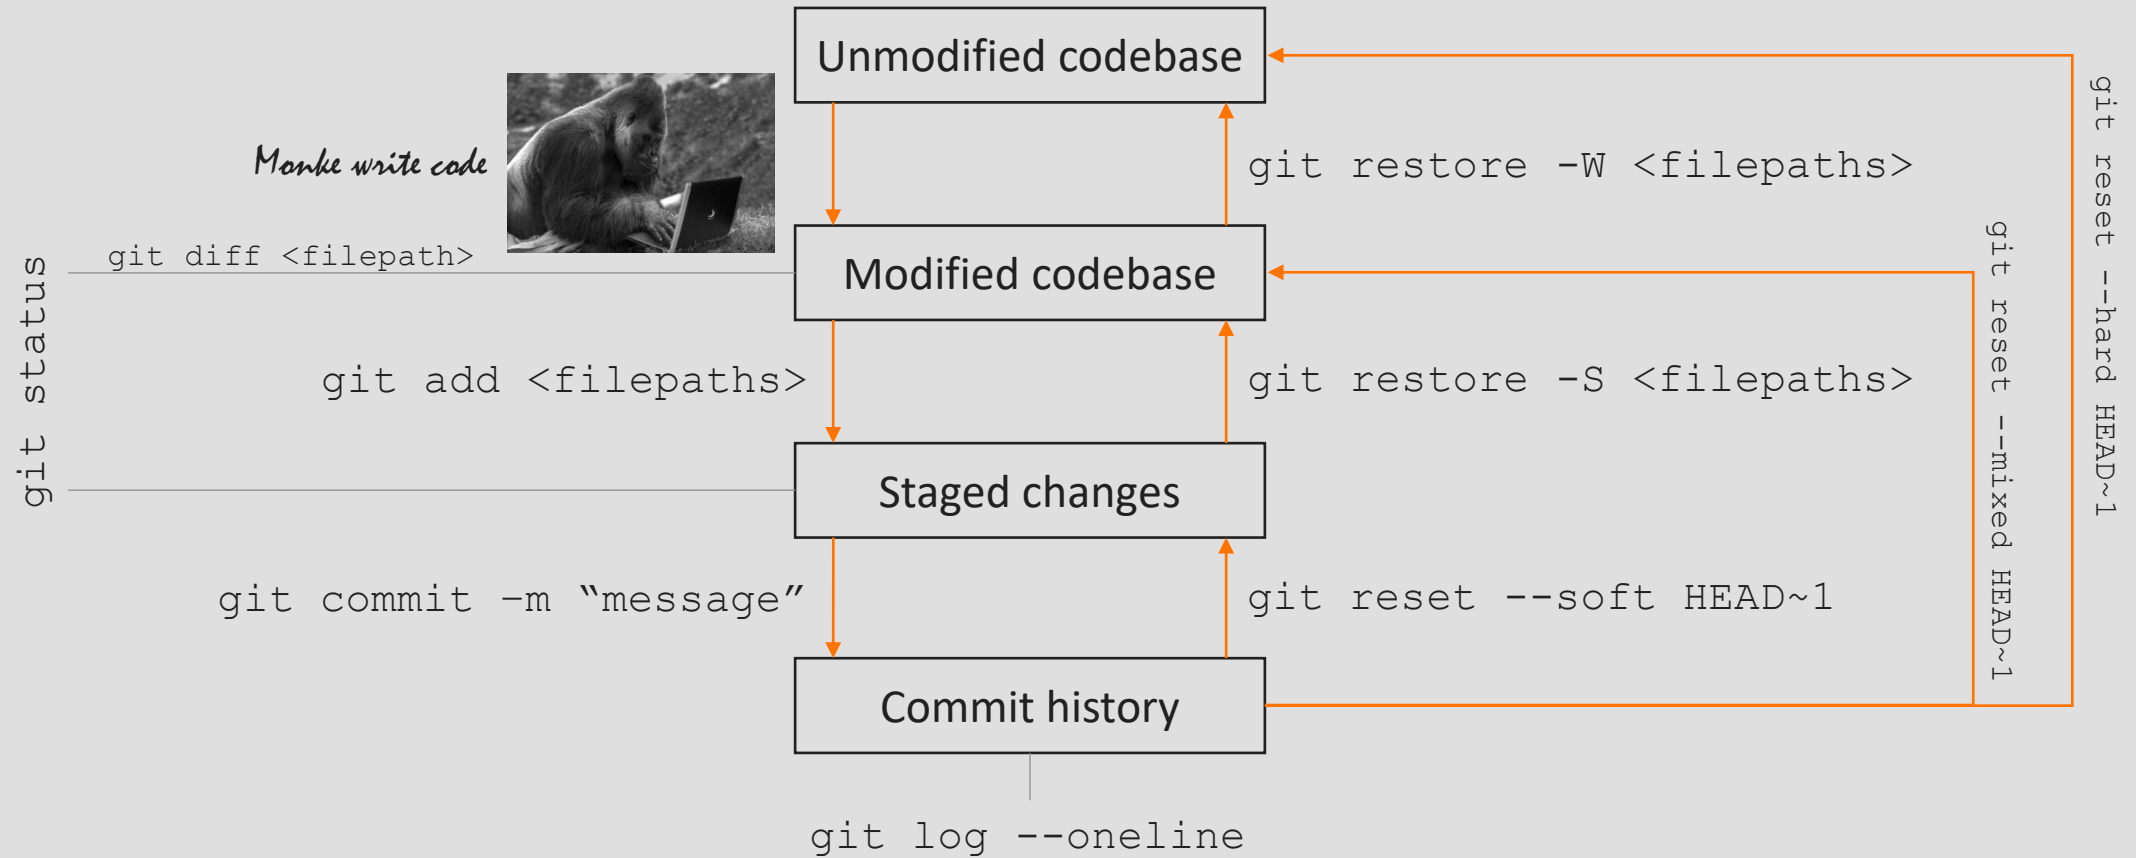 Unmodified codebase
Monke write code
git restore -W <filepaths>
git diff <filepath>
Modified codebase
git status
git add <filepaths>
git restore -S <filepaths>
Staged changes
git commit –m “message”
git reset --soft HEAD~1
git reset --mixed HEAD~1
git reset --hard HEAD~1
Commit history
git log --oneline